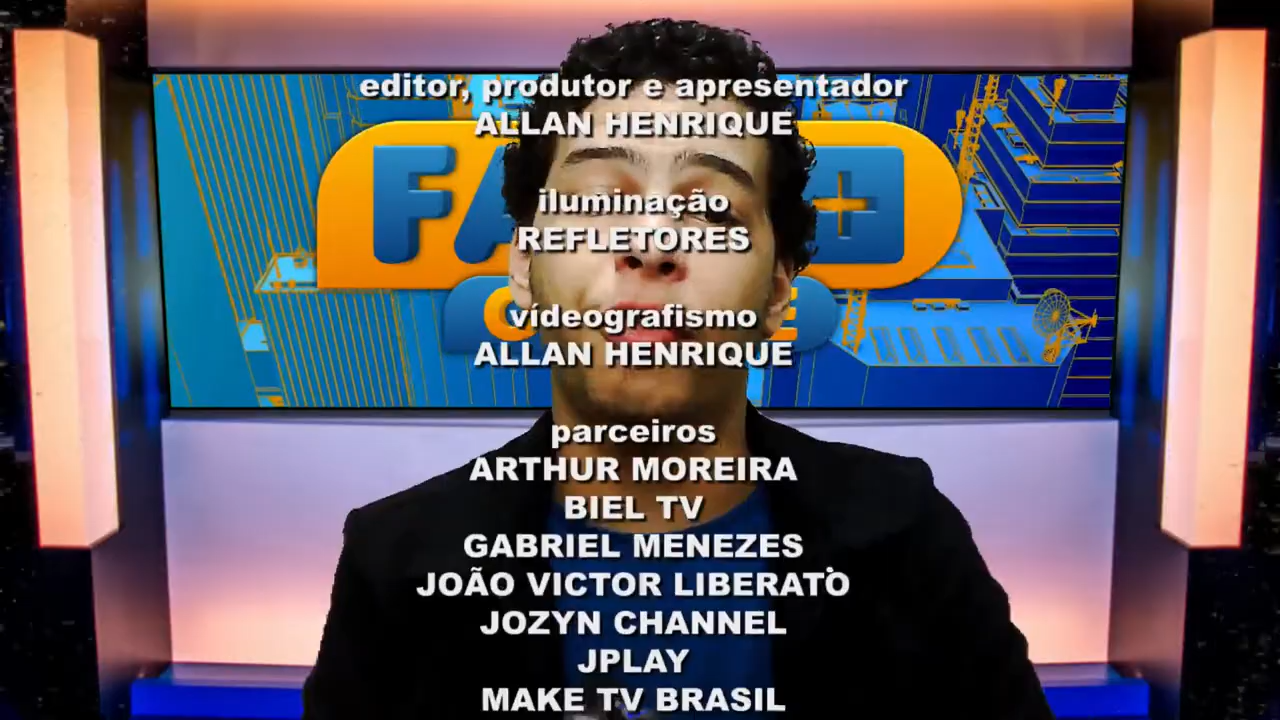 editor, produtor e apresentador
ALLAN HENRIQUE
iluminação
REFLETORES
vídeografismo
ALLAN HENRIQUE
parceiros
ARTHUR MOREIRA
BIEL TV
GABRIEL MENEZES
JOÃO VICTOR LIBERATO
JOZYN CHANNEL
JPLAY
MAKE TV BRASIL